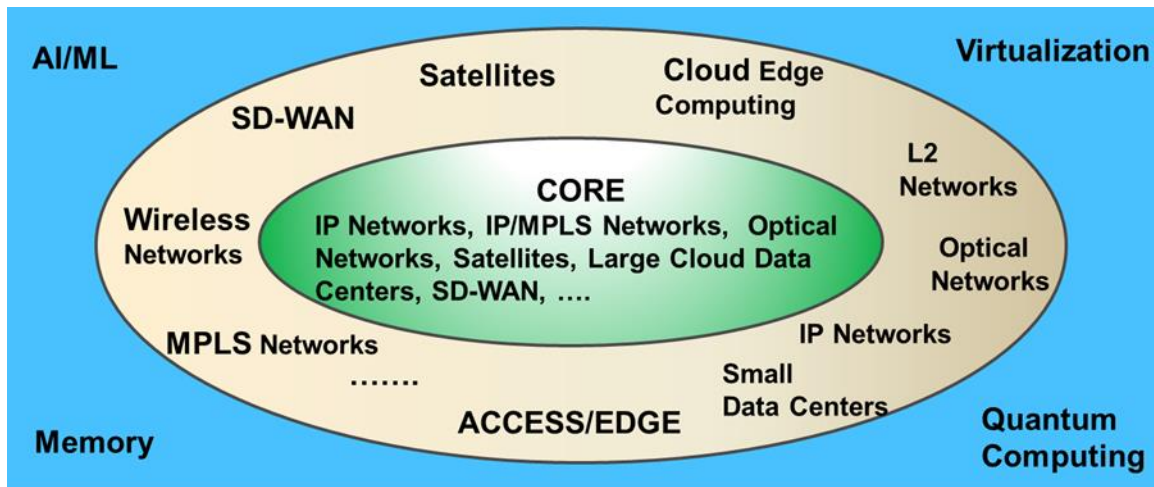 AI/ML
Virtualization
Satellites
Cloud Edge
Computing
SD-WAN
L2
Networks
CORE
Wireless
Networks
IP Networks, IP/MPLS Networks, Optical
Networks, Satellites, Large Cloud Data
Centers, SD-WAN, ....
Optical
Networks
MPLS Networks
.......
IP Networks
Small
Data Centers
ACCESS/EDGE
Memory
Quantum
Computing